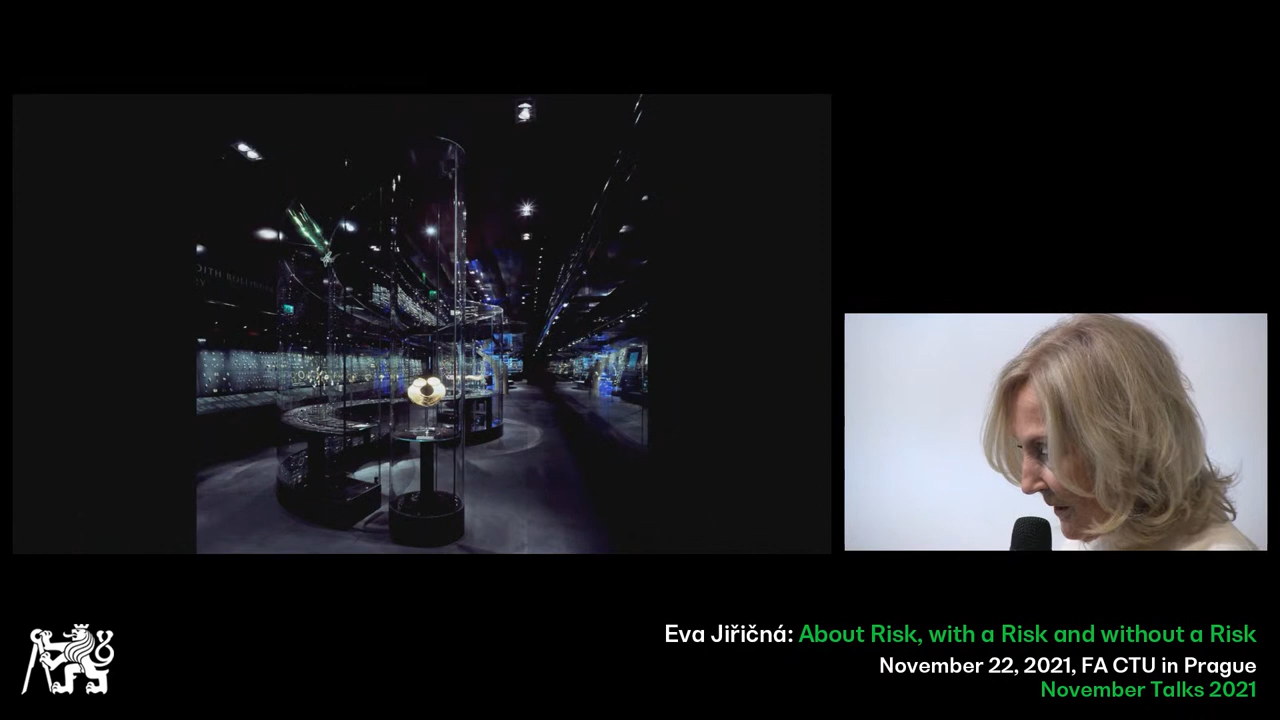 Eva Jiřičná: About Risk, with a Risk and without a Risk
November 22, 2021, FA CTU in Prague
November Talks 2021